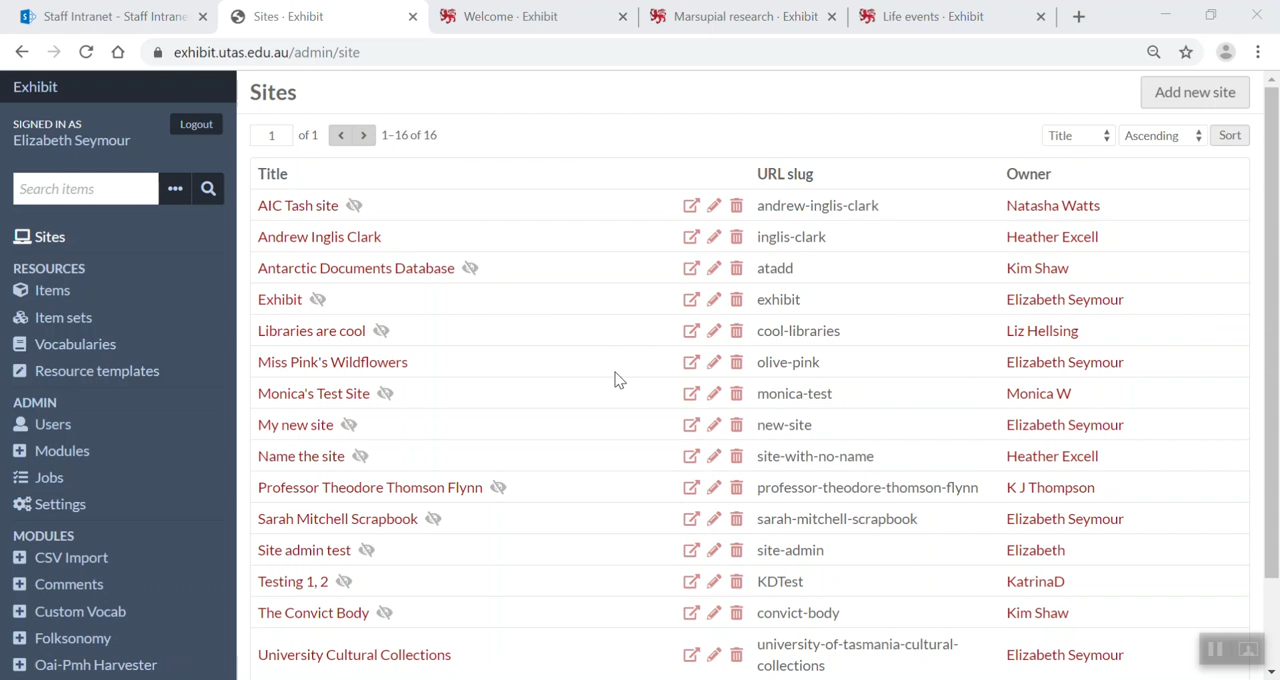 Staff Intranet - Staff Intrane
Sites · Exhibit
Welcome · Exhibit
Marsupial research · Exhibit
Life events · Exhibit
exhibit.utas.edu.au/admin/site
Exhibit
SIGNED IN AS
Logout
Elizabeth Seymour
Search items
Sites
RESOURCES
Items
Item sets
Vocabularies
Resource templates
ADMIN
Users
Modules
Jobs
Settings
MODULES
CSV Import
Comments
Custom Vocab
Folksonomy
Oai-Pmh Harvester
Sites
Add new site
1 of 1 1–16 of 16
Title Ascending Sort
Title URL slug Owner
AIC Tash site andrew-inglis-clark Natasha Watts
Andrew Inglis Clark inglis-clark Heather Excell
Antarctic Documents Database atadd Kim Shaw
Exhibit exhibit Elizabeth Seymour
Libraries are cool cool-libraries Liz Hellsing
Miss Pink's Wildflowers olive-pink Elizabeth Seymour
Monica's Test Site monica-test Monica W
My new site new-site Elizabeth Seymour
Name the site site-with-no-name Heather Excell
Professor Theodore Thomson Flynn professor-theodore-thomson-flynn K J Thompson
Sarah Mitchell Scrapbook sarah-mitchell-scrapbook Elizabeth Seymour
Site admin test site-admin Elizabeth
Testing 1, 2 KDTest KatrinaD
The Convict Body convict-body Kim Shaw
University Cultural Collections university-of-tasmania-cultural-
collections Elizabeth Seymour